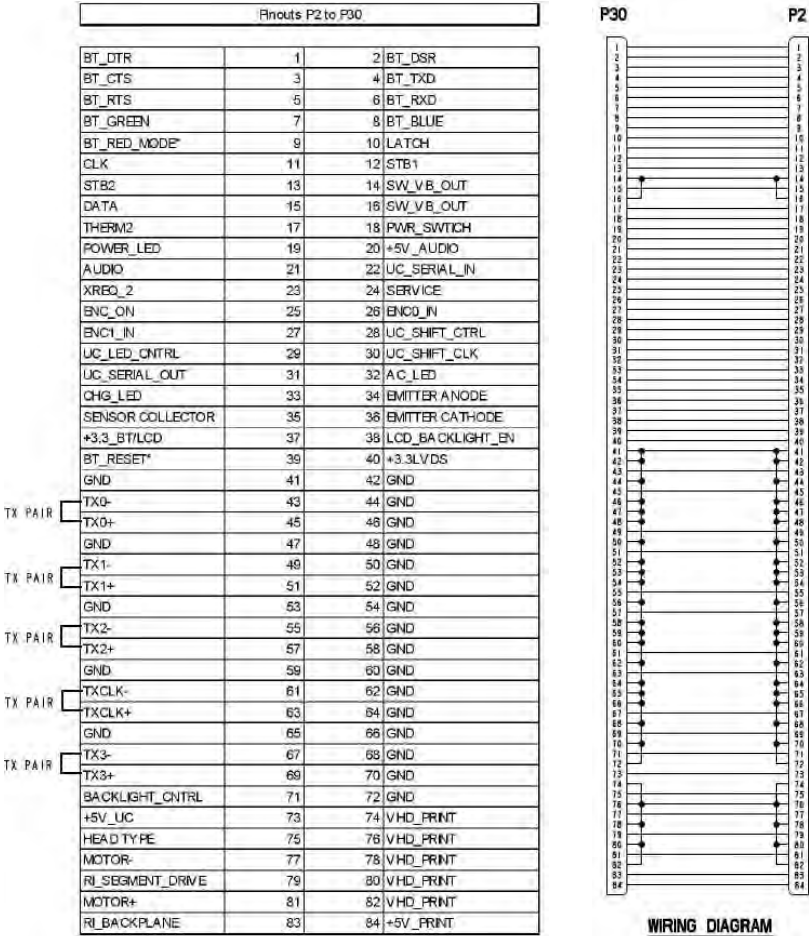 Pinouts P2 to P30
P30 P2
BT_DTR 1 2 BT_DSR
BT_CTS 3 4 BT_TXD
BT_RTS 5 6 BT_RXD
BT_GREEN 7 8 BT_BLUE
BT_RED_MODE* 9 10 LATCH
CLK 11 12 STB1
STB2 13 14 SW_VB_OUT
DATA 15 16 SW_VB_OUT
THERM2 17 18 PWR_SWTICH
POWER_LED 19 20 +5V_AUDIO
AUDIO 21 22 UC_SERIAL_IN
XREQ_2 23 24 SERVICE
ENC_ON 25 26 ENC0_IN
ENC1_IN 27 28 UC_SHIFT_CTRL
UC_LED_CNTRL 29 30 UC_SHIFT_CLK
UC_SERIAL_OUT 31 32 AC_LED
CHG_LED 33 34 EMITTER ANODE
SENSOR COLLECTOR 35 36 EMITTER CATHODE
+3.3_BT/LCD 37 38 LCD_BACKLIGHT_EN
BT_RESET* 39 40 +3.3LVDS
GND 41 42 GND
TX PAIR
TX0- 43 44 GND
TX0+ 45 46 GND
GND 47 48 GND
TX PAIR
TX1- 49 50 GND
TX1+ 51 52 GND
GND 53 54 GND
TX PAIR
TX2- 55 56 GND
TX2+ 57 58 GND
GND 59 60 GND
TX PAIR
TXCLK- 61 62 GND
TXCLK+ 63 64 GND
GND 65 66 GND
TX PAIR
TX3- 67 68 GND
TX3+ 69 70 GND
BACKLIGHT_CNTRL 71 72 GND
+5V_UC 73 74 VHD_PRINT
HEAD TYPE 75 76 VHD_PRINT
MOTOR- 77 78 VHD_PRINT
RI_SEGMENT_DRIVE 79 80 VHD_PRINT
MOTOR+ 81 82 VHD_PRINT
RI_BACKPLANE 83 84 +5V_PRINT
WIRING DIAGRAM